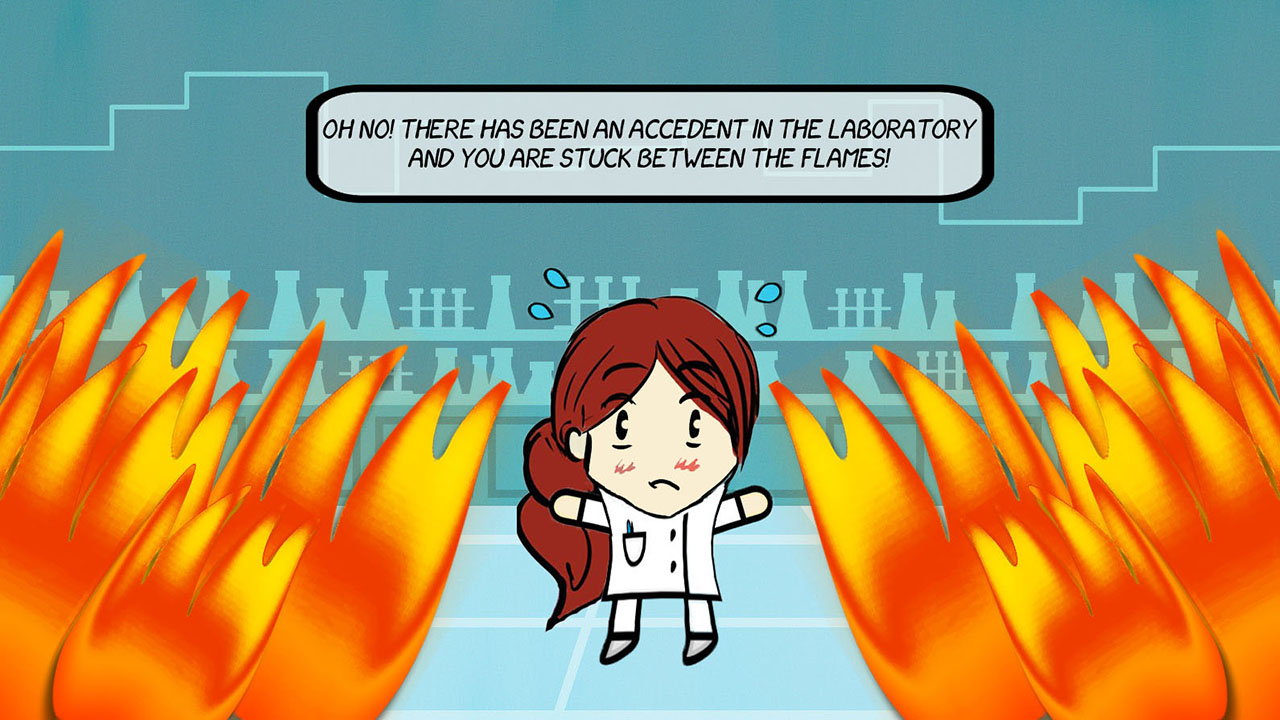 OH NO! THERE HAS BEEN AN ACCEDENT IN THE LABORATORY
AND YOU ARE STUCK BETWEEN THE FLAMES!